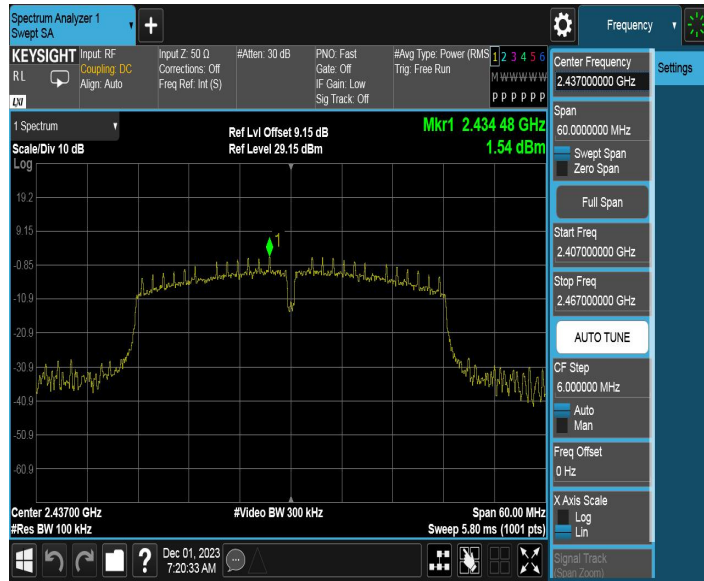 Spectrum Analyzer 1
Swept SA
+
Frequency
KEYSIGHT
RL
LXI
Input: RF
Coupling: DC
Align: Auto
Input Z: 50 Ω
Corrections: Off
Freq Ref: Int (S)
#Atten: 30 dB
PNO: Fast
Gate: Off
IF Gain: Low
Sig Track: Off
#Avg Type: Power (RMS
Trig: Free Run
1 2 3 4 5 6
M W W W W W
P P P P P P
1 Spectrum
Scale/Div 10 dB
Log
Ref Lvl Offset 9.15 dB
Ref Level 29.15 dBm
Mkr1 2.434 48 GHz
1.54 dBm
19.2
9.15
-0.85
-10.9
-20.9
-30.9
-40.9
-50.9
-60.9
1
Center 2.43700 GHz
#Res BW 100 kHz
#Video BW 300 kHz
Span 60.00 MHz
Sweep 5.80 ms (1001 pts)
?
Dec 01, 2023
7:20:33 AM
Center Frequency
2.437000000 GHz
Span
60.0000000 MHz
Swept Span
Zero Span
Full Span
Start Freq
2.407000000 GHz
Stop Freq
2.467000000 GHz
AUTO TUNE
CF Step
6.000000 MHz
Auto
Man
Freq Offset
0 Hz
X Axis Scale
Log
Lin
Signal Track
(Span Zoom)
Settings